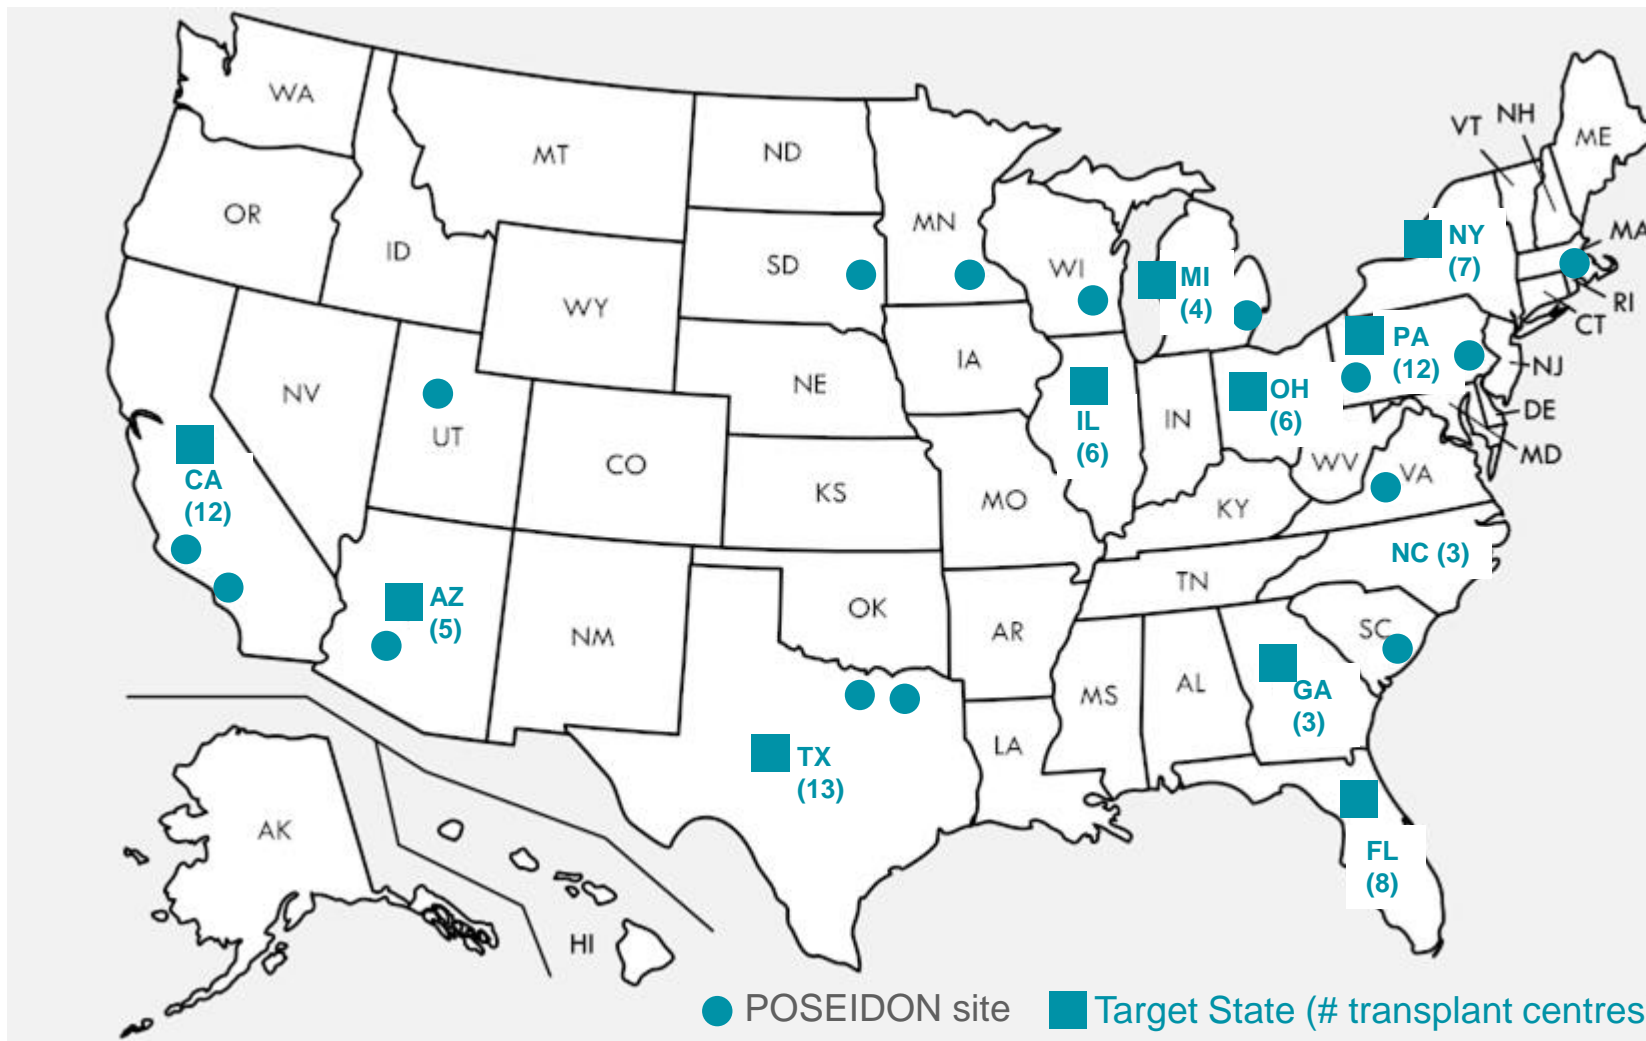 WA
MT
ND
MN
VT
NH
ME
OR
ID
SD
WI
MI
(4)
NY
(7)
MA
RI
CT
WY
IA
NE
NV
UT
CO
KS
IL
(6)
IN
OH
(6)
PA
(12)
NJ
DE
MD
WV
VA
CA
(12)
MO
KY
NC (3)
TN
AZ
(5)
NM
OK
AR
SC
MS
AL
GA
(3)
TX
(13)
LA
FL
(8)
AK
HI
POSEIDON site
Target State (# transplant centres